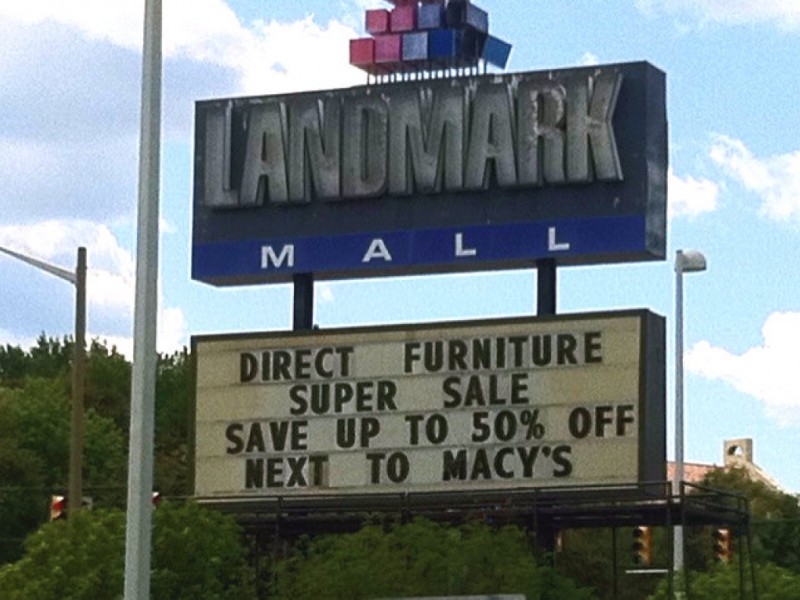 LANDMARK
MALL
DIRECT FURNITURE
SUPER SALE
SAVE UP TO 50% OFF
NEXT TO MACY'S